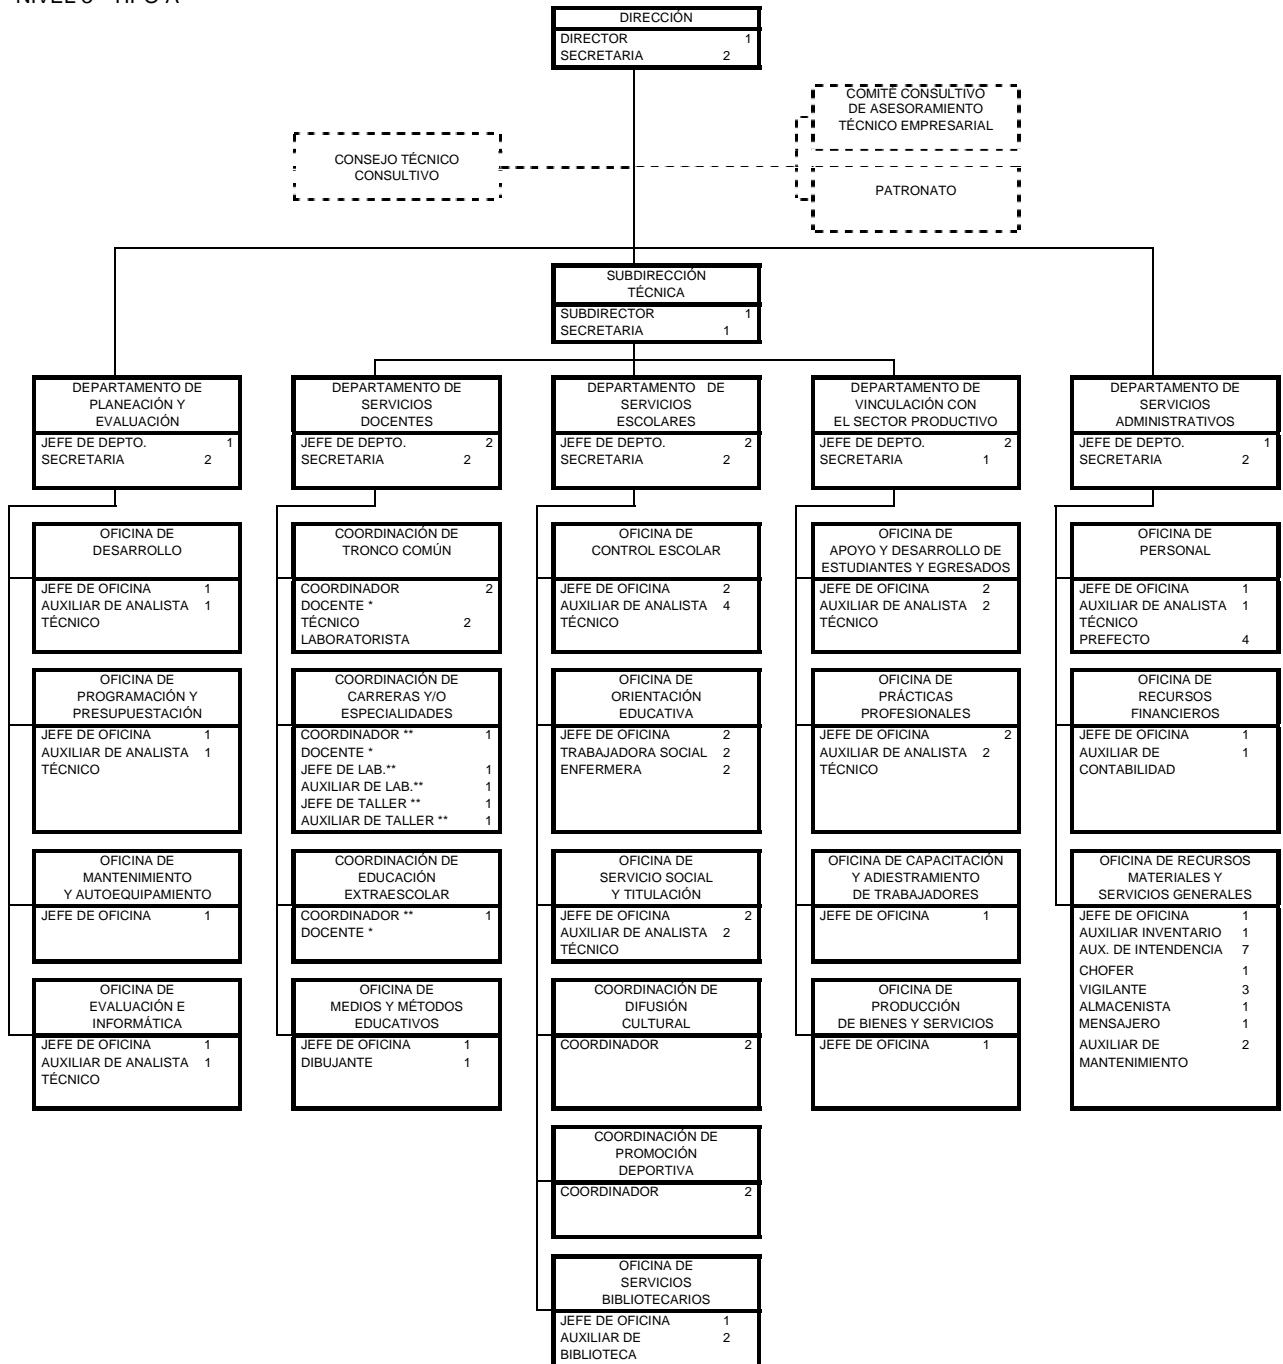 DIRECCIÓN
DIRECTOR 1
SECRETARIA 2
COMITÉ CONSULTIVO
DE ASESORAMIENTO
TÉCNICO EMPRESARIAL
CONSEJO TÉCNICO
CONSULTIVO
PATRONATO
SUBDIRECCIÓN
TÉCNICA
SUBDIRECTOR 1
SECRETARIA 1
DEPARTAMENTO DE
PLANEACIÓN Y
EVALUACIÓN
JEFE DE DEPTO. 1
SECRETARIA 2
DEPARTAMENTO DE
SERVICIOS
DOCENTES
JEFE DE DEPTO. 2
SECRETARIA 2
DEPARTAMENTO DE
SERVICIOS
ESCOLARES
JEFE DE DEPTO. 2
SECRETARIA 2
DEPARTAMENTO DE
VINCULACIÓN CON
EL SECTOR PRODUCTIVO
JEFE DE DEPTO. 2
SECRETARIA 1
DEPARTAMENTO DE
SERVICIOS
ADMINISTRATIVOS
JEFE DE DEPTO. 1
SECRETARIA 2
OFICINA DE
DESARROLLO
JEFE DE OFICINA 1
AUXILIAR DE ANALISTA 1
TÉCNICO
COORDINACIÓN DE
TRONCO COMÚN
COORDINADOR 2
DOCENTE *
TÉCNICO 2
LABORATORISTA
OFICINA DE
CONTROL ESCOLAR
JEFE DE OFICINA 2
AUXILIAR DE ANALISTA 4
TÉCNICO
OFICINA DE
APOYO Y DESARROLLO DE
ESTUDIANTES Y EGRESADOS
JEFE DE OFICINA 2
AUXILIAR DE ANALISTA 2
TÉCNICO
OFICINA DE
PERSONAL
JEFE DE OFICINA 1
AUXILIAR DE ANALISTA 1
TÉCNICO
PREFECTO 4
OFICINA DE
PROGRAMACIÓN Y
PRESUPUESTACIÓN
JEFE DE OFICINA 1
AUXILIAR DE ANALISTA 1
TÉCNICO
COORDINACIÓN DE
CARRERAS Y/O
ESPECIALIDADES
COORDINADOR ** 1
DOCENTE *
JEFE DE LAB.** 1
AUXILIAR DE LAB.** 1
JEFE DE TALLER ** 1
AUXILIAR DE TALLER ** 1
OFICINA DE
ORIENTACIÓN
EDUCATIVA
JEFE DE OFICINA 2
TRABAJADORA SOCIAL 2
ENFERMERA 2
OFICINA DE
PRÁCTICAS
PROFESIONALES
JEFE DE OFICINA 2
AUXILIAR DE ANALISTA 2
TÉCNICO
OFICINA DE
RECURSOS
FINANCIEROS
JEFE DE OFICINA 1
AUXILIAR DE 1
CONTABILIDAD
OFICINA DE
MANTENIMIENTO
Y AUTOEQUIPAMIENTO
JEFE DE OFICINA 1
COORDINACIÓN DE
EDUCACIÓN
EXTRAESCOLAR
COORDINADOR ** 1
DOCENTE *
OFICINA DE
SERVICIO SOCIAL
Y TITULACIÓN
JEFE DE OFICINA 2
AUXILIAR DE ANALISTA 2
TÉCNICO
OFICINA DE CAPACITACIÓN
Y ADIESTRAMIENTO
DE TRABAJADORES
JEFE DE OFICINA 1
OFICINA DE RECURSOS
MATERIALES Y
SERVICIOS GENERALES
JEFE DE OFICINA 1
AUXILIAR INVENTARIO 1
AUX. DE INTENDENCIA 7
CHOFER 1
VIGILANTE 3
ALMACENISTA 1
MENSAJERO 1
AUXILIAR DE 2
MANTENIMIENTO
OFICINA DE
EVALUACIÓN E
INFORMÁTICA
JEFE DE OFICINA 1
AUXILIAR DE ANALISTA 1
TÉCNICO
OFICINA DE
MEDIOS Y MÉTODOS
EDUCATIVOS
JEFE DE OFICINA 1
DIBUJANTE 1
COORDINACIÓN DE
DIFUSIÓN
CULTURAL
COORDINADOR 2
OFICINA DE
PRODUCCIÓN
DE BIENES Y SERVICIOS
JEFE DE OFICINA 1
COORDINACIÓN DE
PROMOCIÓN
DEPORTIVA
COORDINADOR 2
OFICINA DE
SERVICIOS
BIBLIOTECARIOS
JEFE DE OFICINA 1
AUXILIAR DE 2
BIBLIOTECA